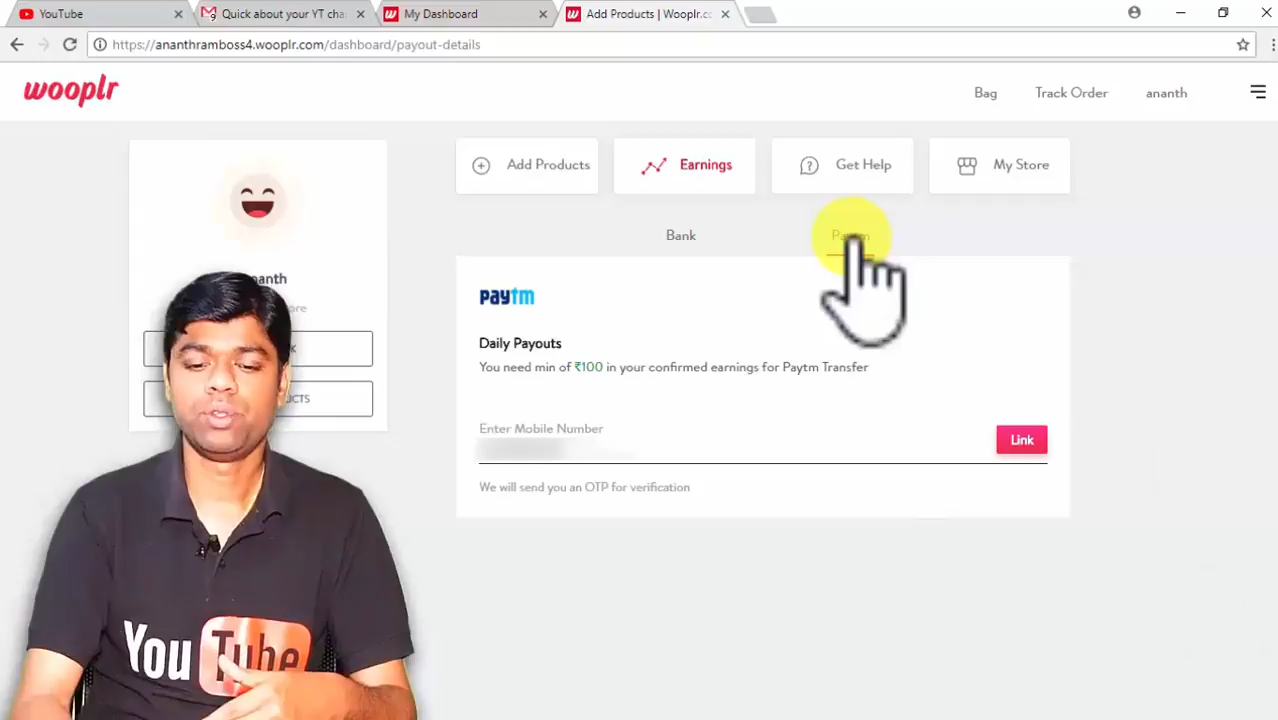 YouTube
Quick about your YT cha
My Dashboard
Add Products | Wooplr.cc
https://ananthramboss4.wooplr.com/dashboard/payout-details
wooplr
Bag
Track Order
ananth
Add Products
Earnings
Get Help
My Store
Bank
paytm
Daily Payouts
You need min of ₹100 in your confirmed earnings for Paytm Transfer
Enter Mobile Number
Link
We will send you an OTP for verification
You Tube